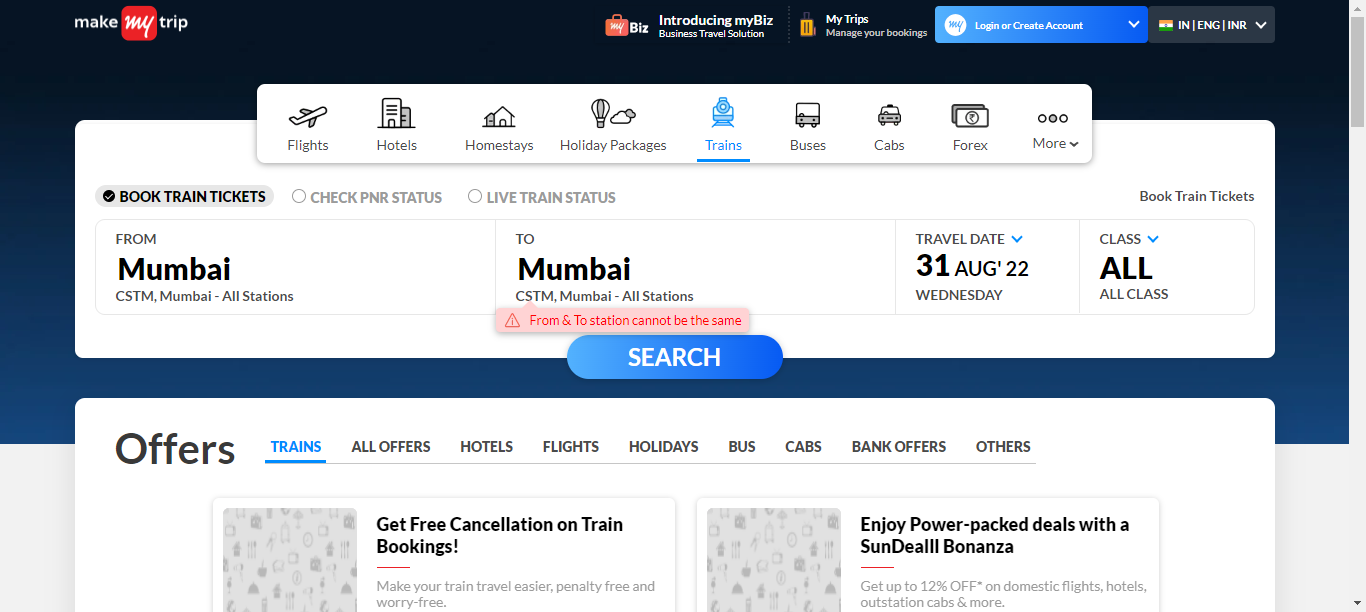 make my trip
my Biz
Introducing myBiz
Business Travel Solution
My Trips
Manage your bookings
my
Login or Create Account
IN | ENG | INR
Flights
Hotels
Homestays
Holiday Packages
Trains
Buses
Cabs
Forex
More
BOOK TRAIN TICKETS
CHECK PNR STATUS
LIVE TRAIN STATUS
Book Train Tickets
FROM
Mumbai
CSTM, Mumbai - All Stations
TO
Mumbai
CSTM, Mumbai - All Stations
From & To station cannot be the same
TRAVEL DATE
31 AUG' 22
WEDNESDAY
CLASS
ALL
ALL CLASS
SEARCH
Offers
TRAINS
ALL OFFERS
HOTELS
FLIGHTS
HOLIDAYS
BUS
CABS
BANK OFFERS
OTHERS
Get Free Cancellation on Train
Bookings!
Make your train travel easier, penalty free and
worry-free.
Enjoy Power-packed deals with a
SunDealll Bonanza
Get up to 12% OFF* on domestic flights, hotels,
outstation cabs & more.